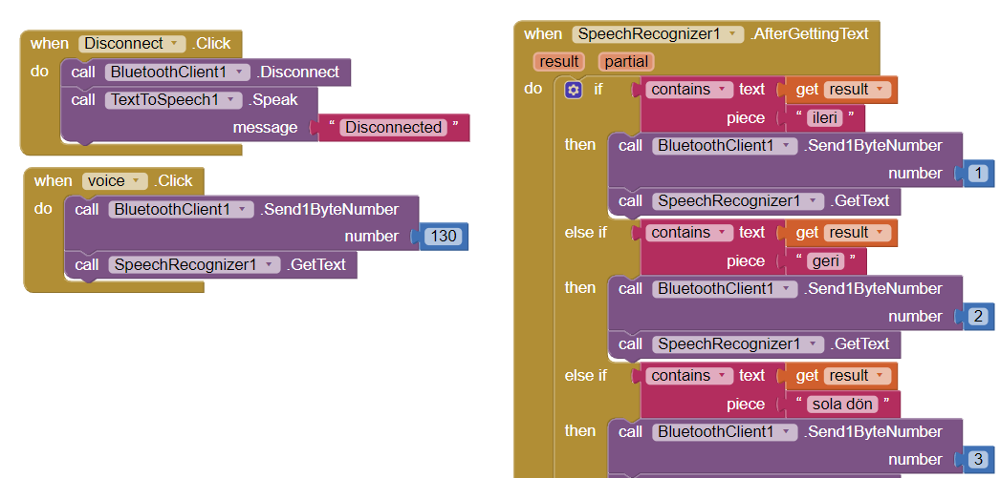 when Disconnect .Click
do call BluetoothClient1 .Disconnect
call TextToSpeech1 .Speak
message “ Disconnected ”
when voice .Click
do call BluetoothClient1 .Send1ByteNumber
number 130
call SpeechRecognizer1 .GetText
when SpeechRecognizer1 .AfterGettingText
result partial
do if contains text get result
piece “ ileri ”
then call BluetoothClient1 .Send1ByteNumber
number 1
call SpeechRecognizer1 .GetText
else if contains text get result
piece “ geri ”
then call BluetoothClient1 .Send1ByteNumber
number 2
call SpeechRecognizer1 .GetText
else if contains text get result
piece “ sola dön ”
then call BluetoothClient1 .Send1ByteNumber
number 3